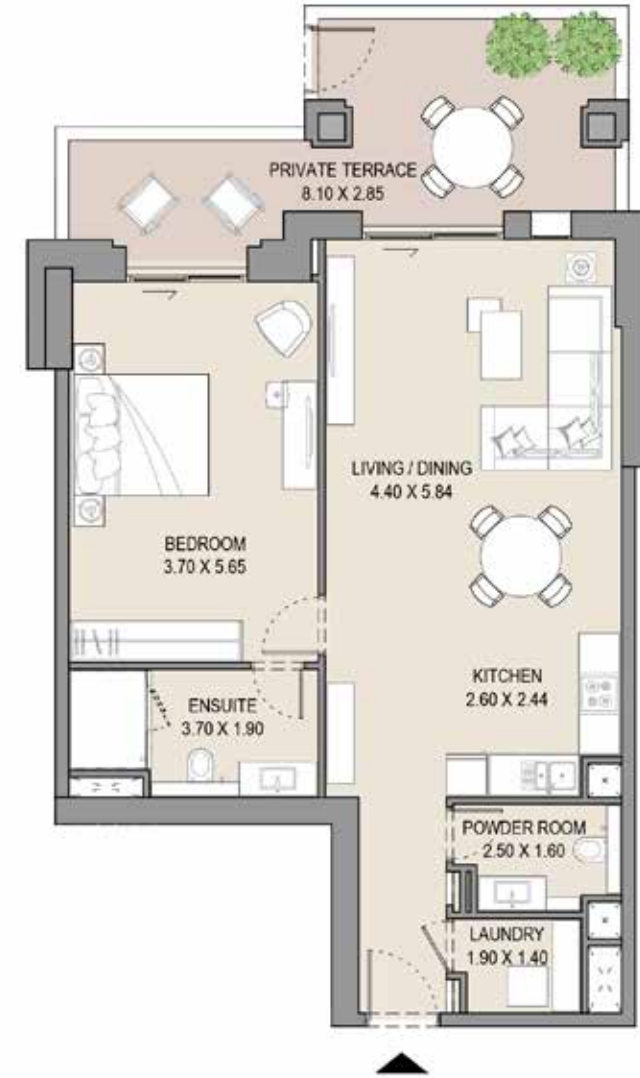 PRIVATE TERRACE
8.10 X 2.85
LIVING / DINING
4.40 X 5.84
BEDROOM
3.70 X 5.65
KITCHEN
2.60 X 2.44
ENSUITE
3.70 X 1.90
POWDER ROOM
2.50 X 1.60
LAUNDRY
1.90 X 1.40